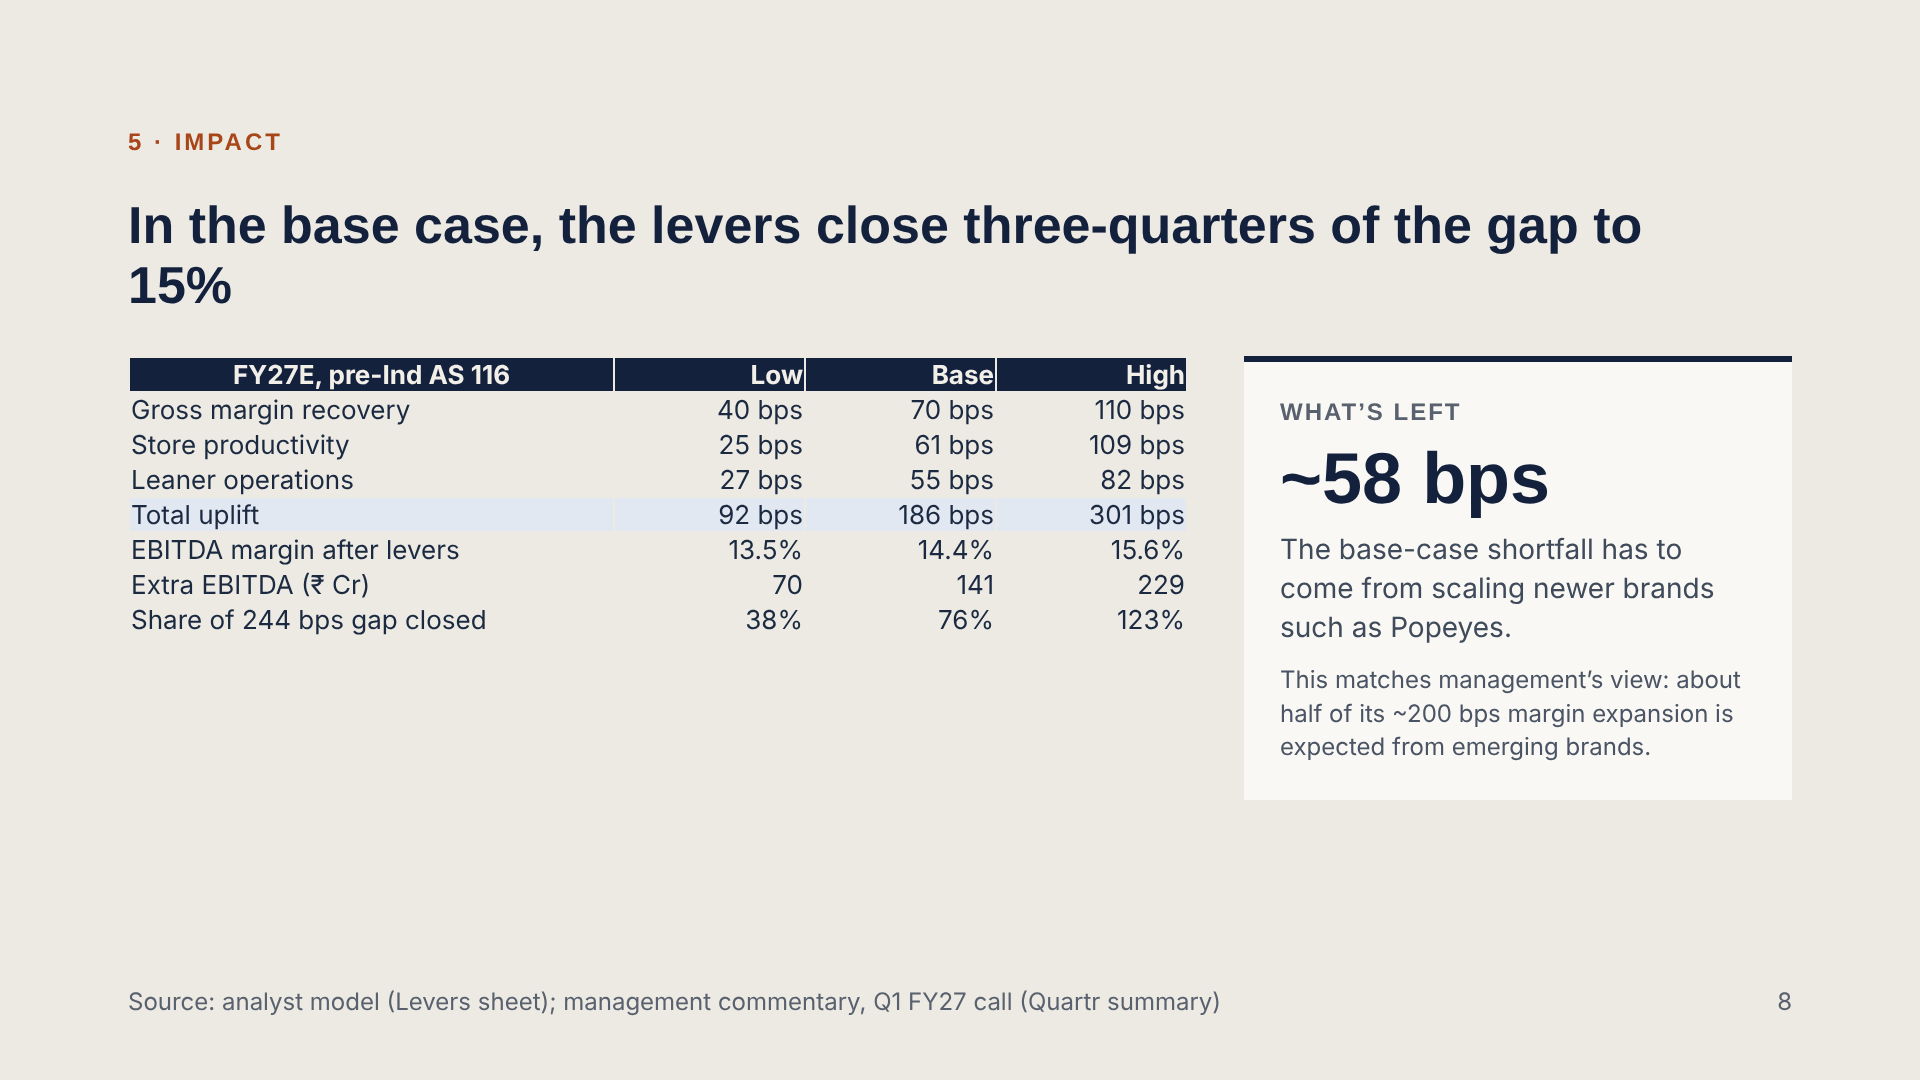 5 · IMPACT
In the base case, the levers close three-quarters of the gap to
15%
FY27E, pre-Ind AS 116 Low Base High
Gross margin recovery 40 bps 70 bps 110 bps
Store productivity 25 bps 61 bps 109 bps
Leaner operations 27 bps 55 bps 82 bps
Total uplift 92 bps 186 bps 301 bps
EBITDA margin after levers 13.5% 14.4% 15.6%
Extra EBITDA (₹ Cr) 70 141 229
Share of 244 bps gap closed 38% 76% 123%
WHAT’S LEFT
~58 bps
The base-case shortfall has to
come from scaling newer brands
such as Popeyes.
This matches management’s view: about
half of its ~200 bps margin expansion is
expected from emerging brands.
Source: analyst model (Levers sheet); management commentary, Q1 FY27 call (Quartr summary)
8